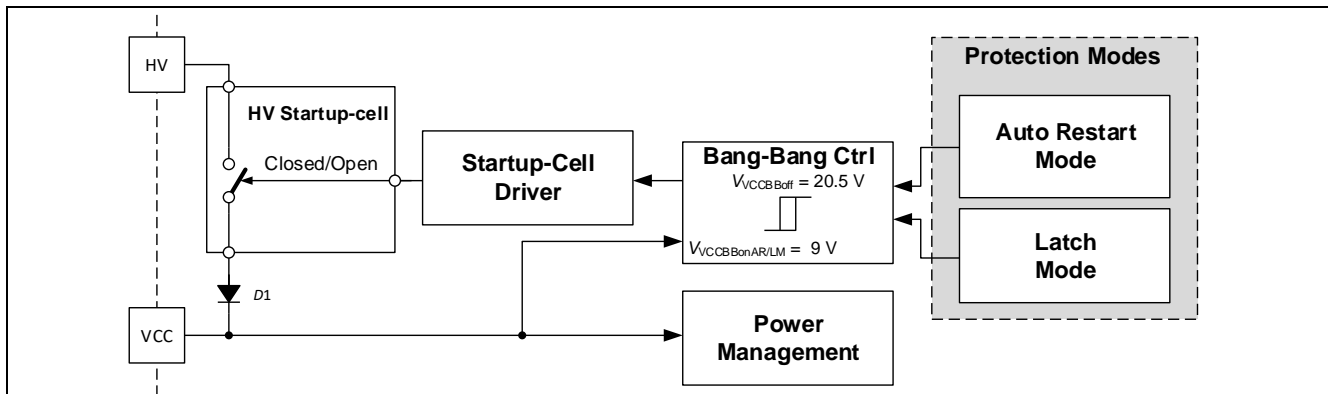 HV
HV Startup-cell
Closed/Open
Startup-Cell
Driver
Bang-Bang Ctrl
VVCCBBoff = 20.5 V
VVCCBBonAR/LM = 9 V
Protection Modes
Auto Restart
Mode
Latch
Mode
D1
VCC
Power
Management